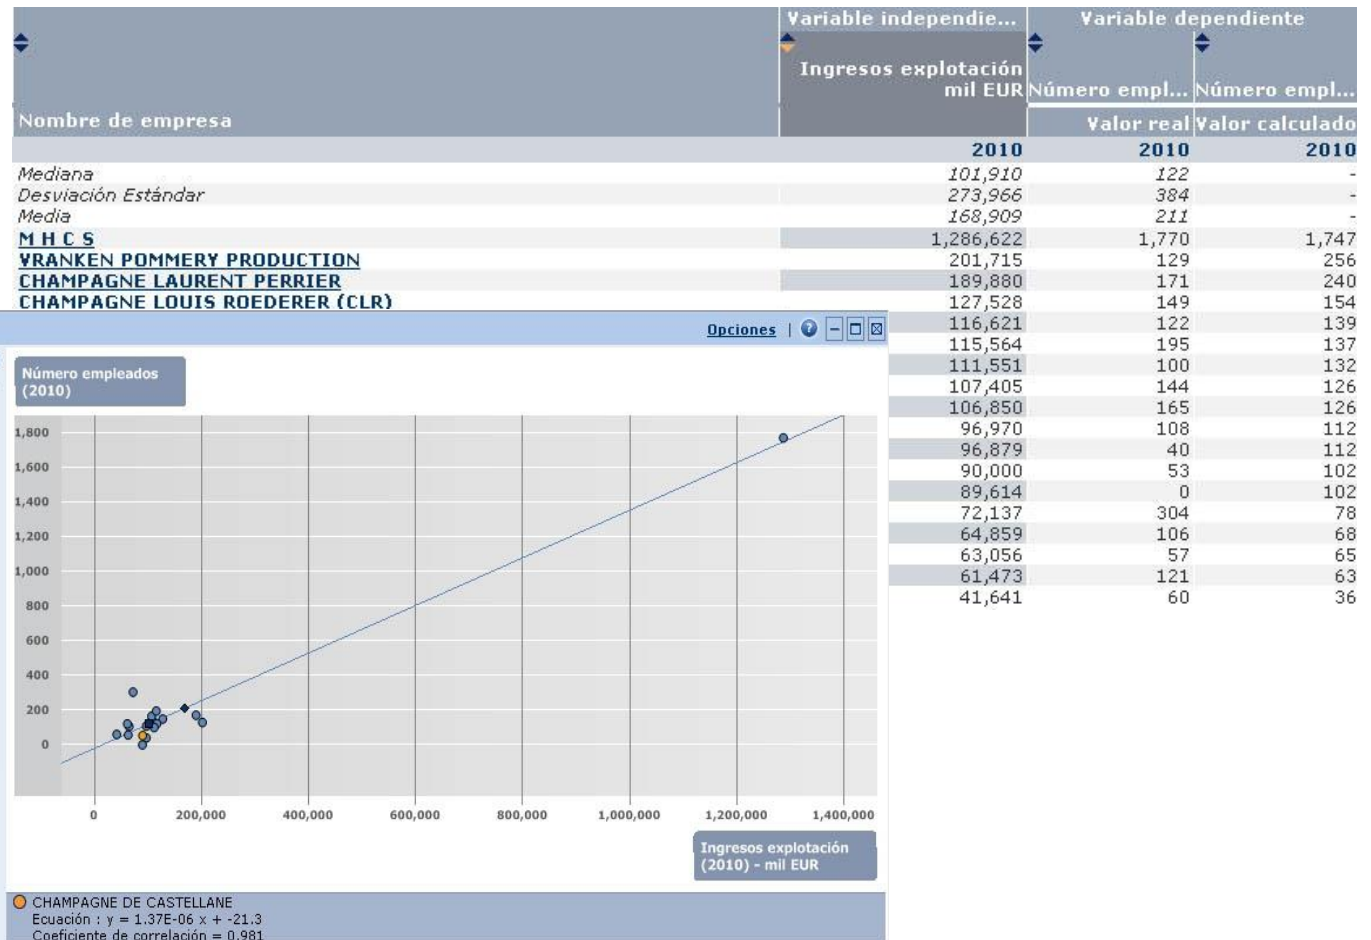 Variable independie... Variable dependiente
Ingresos explotación
mil EUR Número empl... Número empl...
Nombre de empresa Valor real Valor calculado
2010 2010 2010
Mediana 101,910 122 -
Desviación Estándar 273,966 384 -
Media 168,909 211 -
M H C S 1,286,622 1,770 1,747
VRANKEN POMMERY PRODUCTION 201,715 129 256
CHAMPAGNE LAURENT PERRIER 189,880 171 240
CHAMPAGNE LOUIS ROEDERER (CLR) 127,528 149 154
116,621 122 139
115,564 195 137
111,551 100 132
107,405 144 126
106,850 165 126
96,970 108 112
96,879 40 112
90,000 53 102
89,614 0 102
72,137 304 78
64,859 106 68
63,056 57 65
61,473 121 63
41,641 60 36
Opciones | ?
Número empleados
(2010)
1,800
1,600
1,400
1,200
1,000
800
600
400
200
0
0 200,000 400,000 600,000 800,000 1,000,000 1,200,000 1,400,000
Ingresos explotación
(2010) - mil EUR
CHAMPAGNE DE CASTELLANE
Ecuación : y = 1.37E-06 x + -21.3
Coeficiente de correlación = 0.981